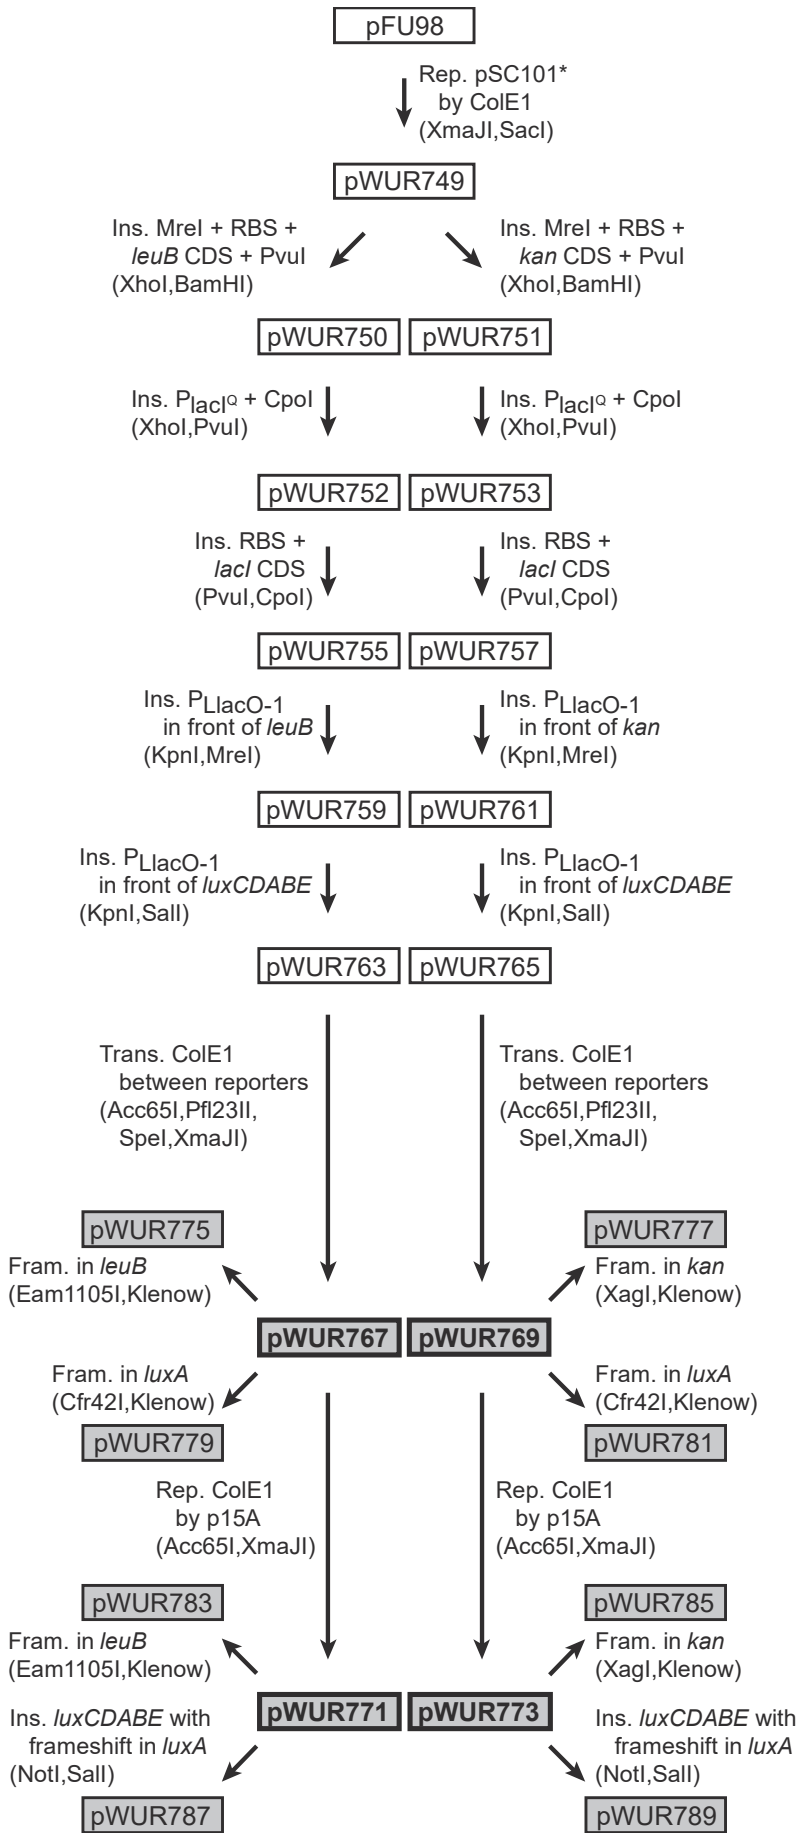 pFU98
Rep. pSC101*
by ColE1
(XmaJI,SacI)
pWUR749
Ins. MreI + RBS +
leuB CDS + PvuI
(XhoI,BamHI)
Ins. MreI + RBS +
kan CDS + PvuI
(XhoI,BamHI)
pWUR750
pWUR751
Ins. PlacIQ + CpoI
(XhoI,PvuI)
Ins. PlacIQ + CpoI
(XhoI,PvuI)
pWUR752
pWUR753
Ins. RBS +
lacI CDS
(PvuI,CpoI)
Ins. RBS +
lacI CDS
(PvuI,CpoI)
pWUR755
pWUR757
Ins. PLlacO-1
in front of leuB
(KpnI,MreI)
Ins. PLlacO-1
in front of kan
(KpnI,MreI)
pWUR759
pWUR761
Ins. PLlacO-1
in front of luxCDABE
(KpnI,SalI)
Ins. PLlacO-1
in front of luxCDABE
(KpnI,SalI)
pWUR763
pWUR765
Trans. ColE1
between reporters
(Acc65I,Pfl23II,
SpeI,XmaJI)
Trans. ColE1
between reporters
(Acc65I,Pfl23II,
SpeI,XmaJI)
pWUR775
pWUR777
Fram. in leuB
(Eam1105I,Klenow)
Fram. in kan
(XagI,Klenow)
pWUR767
pWUR769
Fram. in luxA
(Cfr42I,Klenow)
Fram. in luxA
(Cfr42I,Klenow)
pWUR779
pWUR781
Rep. ColE1
by p15A
(Acc65I,XmaJI)
Rep. ColE1
by p15A
(Acc65I,XmaJI)
pWUR783
pWUR785
Fram. in leuB
(Eam1105I,Klenow)
Fram. in kan
(XagI,Klenow)
pWUR771
pWUR773
Ins. luxCDABE with
frameshift in luxA
(NotI,SalI)
Ins. luxCDABE with
frameshift in luxA
(NotI,SalI)
pWUR787
pWUR789